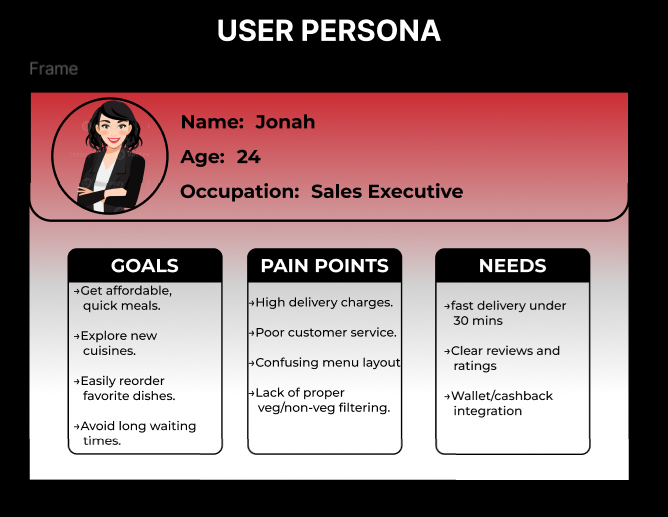 USER PERSONA
Frame
Name: Jonah
Age: 24
Occupation: Sales Executive
GOALS
→Get affordable,
quick meals.
→Explore new
cuisines.
→Easily reorder
favorite dishes.
→Avoid long waiting
times.
PAIN POINTS
→High delivery charges.
→Poor customer service.
→Confusing menu layout
→Lack of proper
veg/non-veg filtering.
NEEDS
→fast delivery under
30 mins
→Clear reviews and
ratings
→Wallet/cashback
integration